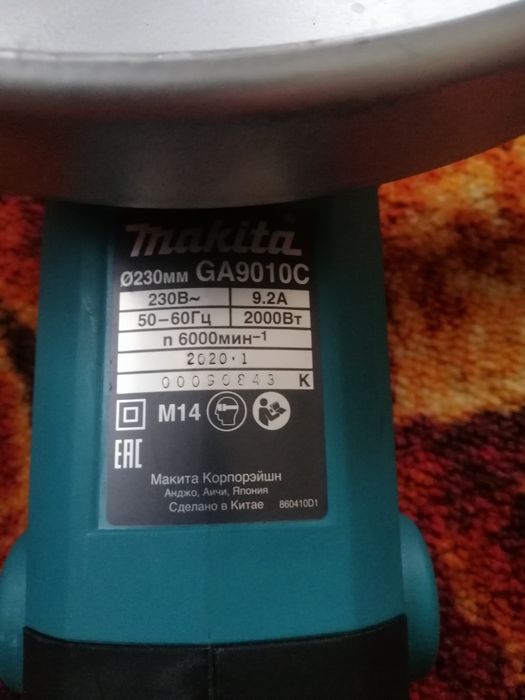 makita
Ø230мм GA9010C
230В~ 9.2А
50-60Гц 2000Вт
n 6000мин-1
2020.1
00090843 K
M14
EAC
Макита Корпорэйшн
Анджо, Аичи, Япония
Сделано в Китае 860410D1